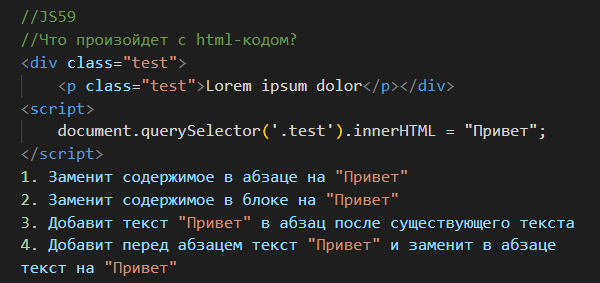 //JS59
//Что произойдет с html-кодом?
<div class="test">
<p class="test">Lorem ipsum dolor</p></div>
<script>
document.querySelector('.test').innerHTML = "Привет";
</script>
1. Заменит содержимое в абзаце на "Привет"
2. Заменит содержимое в блоке на "Привет"
3. Добавит текст "Привет" в абзац после существующего текста
4. Добавит перед абзацем текст "Привет" и заменит в абзаце
текст на "Привет"